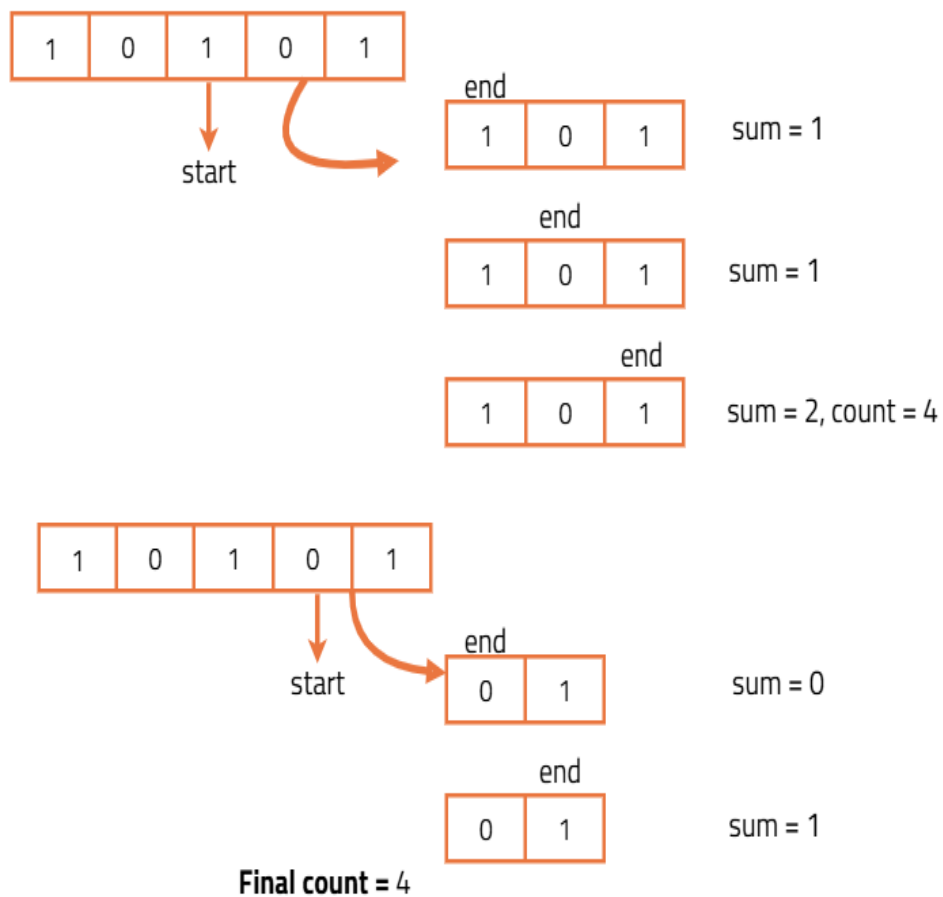 1 0 1 0 1
start
end
1 0 1 sum = 1
end
1 0 1 sum = 1
end
1 0 1 sum = 2, count = 4
1 0 1 0 1
start
end
0 1 sum = 0
end
0 1 sum = 1
Final count = 4